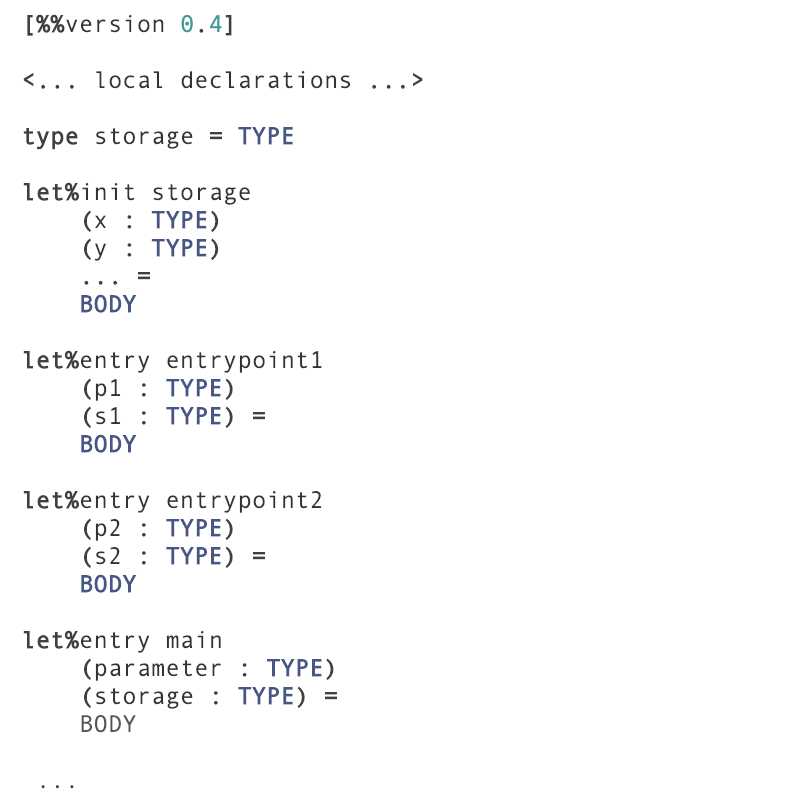 [%%version 0.4]
<... local declarations ...>
type storage = TYPE
let%init storage
(x : TYPE)
(y : TYPE)
... =
BODY
let%entry entrypoint1
(p1 : TYPE)
(s1 : TYPE) =
BODY
let%entry entrypoint2
(p2 : TYPE)
(s2 : TYPE) =
BODY
let%entry main
(parameter : TYPE)
(storage : TYPE) =
BODY
...